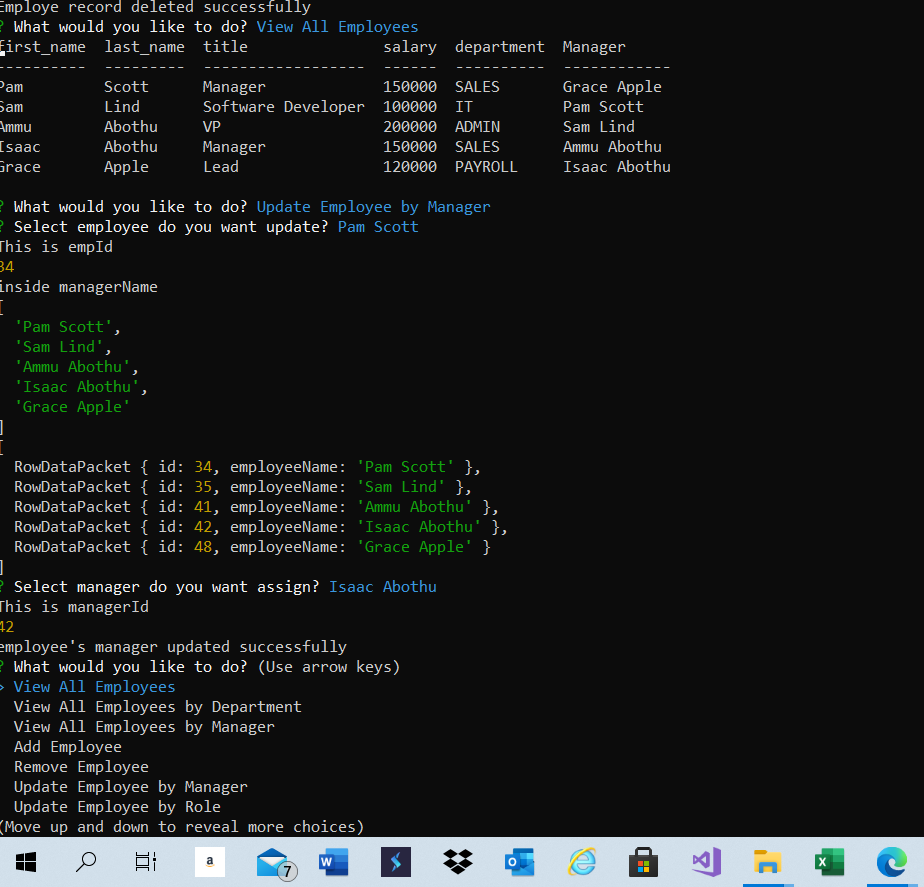 Employe record deleted successfully
? What would you like to do? View All Employees
first_name last_name title salary department Manager
---------- --------- ------------------ ------ ---------- ------------
Pam Scott Manager 150000 SALES Grace Apple
Sam Lind Software Developer 100000 IT Pam Scott
Ammu Abothu VP 200000 ADMIN Sam Lind
Isaac Abothu Manager 150000 SALES Ammu Abothu
Grace Apple Lead 120000 PAYROLL Isaac Abothu
? What would you like to do? Update Employee by Manager
? Select employee do you want update? Pam Scott
This is empId
34
inside managerName
[
'Pam Scott',
'Sam Lind',
'Ammu Abothu',
'Isaac Abothu',
'Grace Apple'
]
[
RowDataPacket { id: 34, employeeName: 'Pam Scott' },
RowDataPacket { id: 35, employeeName: 'Sam Lind' },
RowDataPacket { id: 41, employeeName: 'Ammu Abothu' },
RowDataPacket { id: 42, employeeName: 'Isaac Abothu' },
RowDataPacket { id: 48, employeeName: 'Grace Apple' }
]
? Select manager do you want assign? Isaac Abothu
This is managerId
42
employee's manager updated successfully
? What would you like to do? (Use arrow keys)
> View All Employees
View All Employees by Department
View All Employees by Manager
Add Employee
Remove Employee
Update Employee by Manager
Update Employee by Role
(Move up and down to reveal more choices)
a 7 W O X